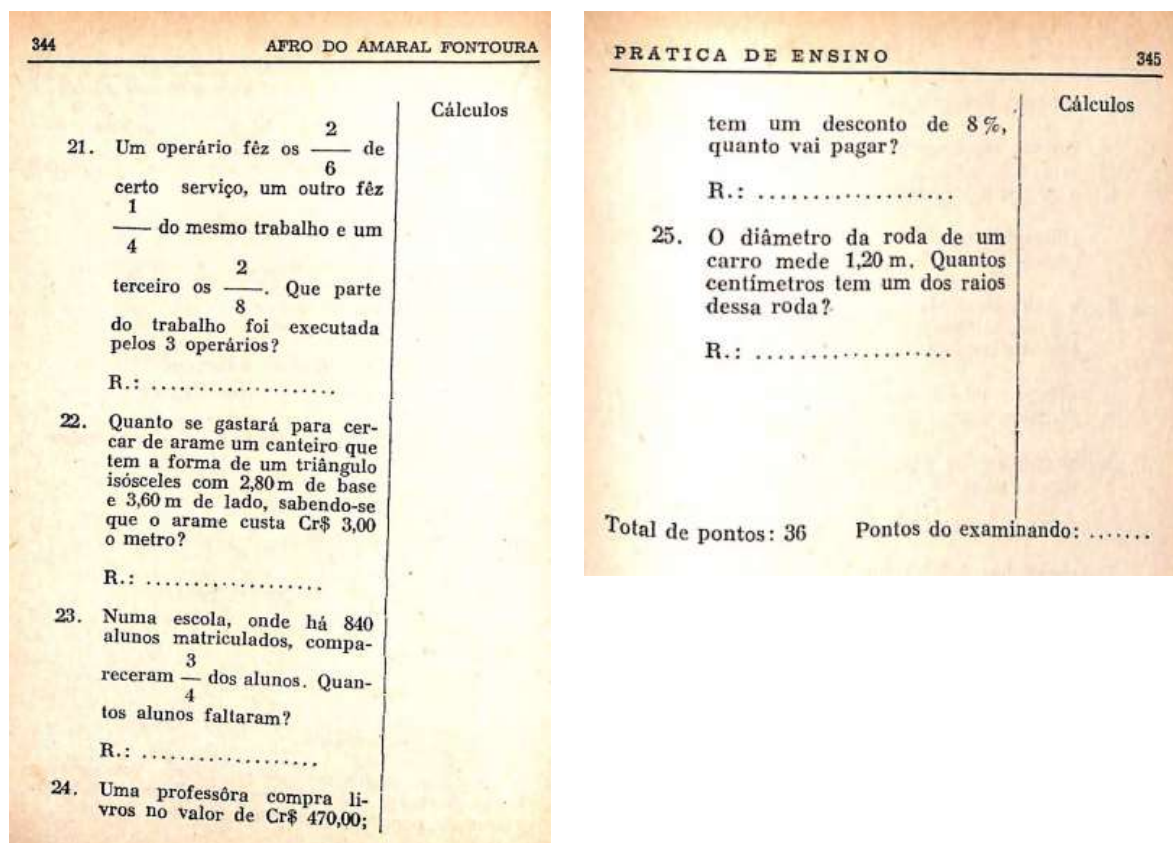 344 AFRO DO AMARAL FONTOURA
Cálculos
21. Um operário fêz os 2/6 de
certo serviço, um outro fêz
1/4 do mesmo trabalho e um
terceiro os 2/8. Que parte
do trabalho foi executada
pelos 3 operários?
R.: ....................
22. Quanto se gastará para cer-
car de arame um canteiro que
tem a forma de um triângulo
isósceles com 2,80 m de base
e 3,60 m de lado, sabendo-se
que o arame custa Cr$ 3,00
o metro?
R.: ...................
23. Numa escola, onde há 840
alunos matriculados, compa-
receram 3/4 dos alunos. Quan-
tos alunos faltaram?
R.: ...................
24. Uma professôra compra li-
vros no valor de Cr$ 470,00;
PRÁTICA DE ENSINO 345
Cálculos
tem um desconto de 8%,
quanto vai pagar?
R.: ...................
25. O diâmetro da roda de um
carro mede 1,20 m. Quantos
centímetros tem um dos raios
dessa roda?
R.: ...................
Total de pontos: 36 Pontos do examinando: .......